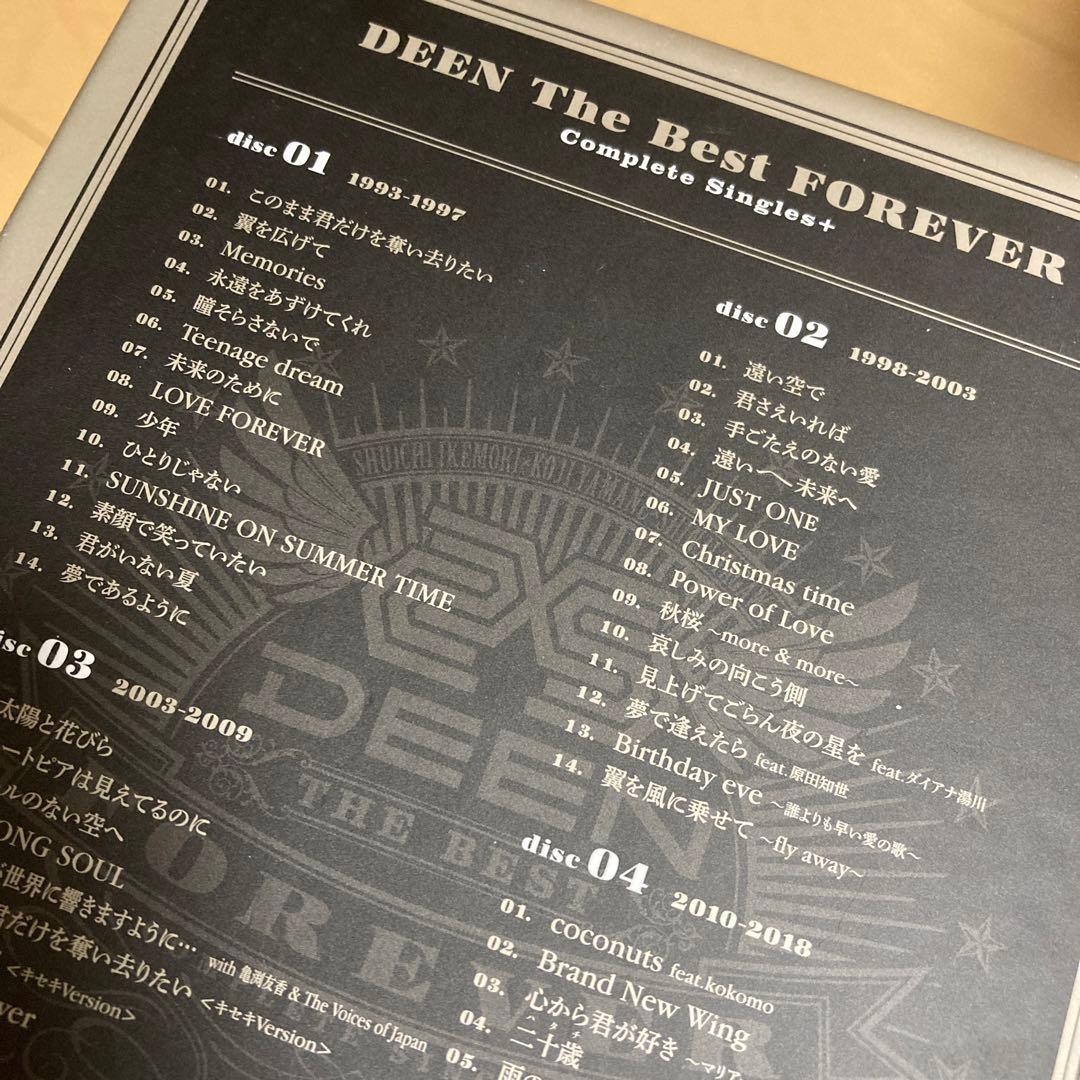 DEEN The Best FOREVER
Complete Singles+
disc 01 1993-1997
01. このまま君だけを奪い去りたい
02. 翼を広げて
03. Memories
04. 永遠をあずけてくれ
05. 瞳そらさないで
06. Teenage dream
07. 未来のために
08. LOVE FOREVER
09. 少年
10. ひとりじゃない
11. SUNSHINE ON SUMMER TIME
12. 素顔で笑っていたい
13. 君がいない夏
14. 夢であるように
disc 02 1998-2003
01. 遠い空で
02. 君さえいれば
03. 手ごたえのない愛
04. 遠い遠い未来へ
05. JUST ONE
06. MY LOVE
07. Christmas time
08. Power of Love
09. 秋桜 ~more & more~
10. 哀しみの向こう側
11. 見上げてごらん夜の星を feat.ダイアナ湯川
12. 夢で逢えたら feat.原田知世
13. Birthday eve ~誰よりも早い愛の歌~
14. 翼を風に乗せて ~fly away~
disc 03 2003-2009
太陽と花びら
ートピアは見えてるのに
ルのない空へ
ONG SOUL
世界に響きますように…
君だけを奪い去りたい with 亀渕友香 & The Voices of Japan
<キセキVersion>
<キセキVersion>
ver
disc 04 2010-2018
01. coconuts feat.kokomo
02. Brand New Wing
03. 心から君が好き ~マリア
04. 二十歳
ハタチ
05. 雨の
SHUICHI IKEMORI
DEEN
THE BEST
FOREVER